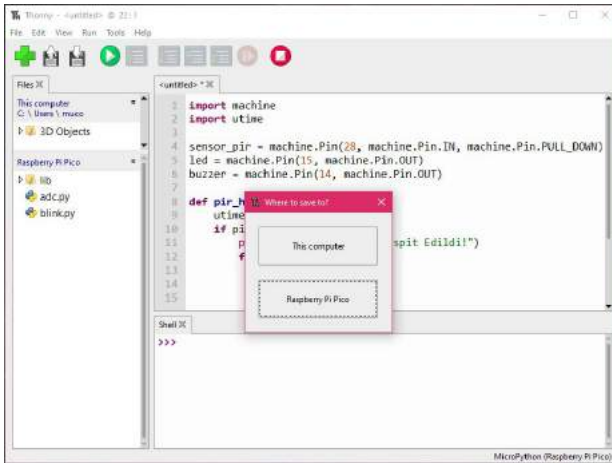 Thonny - <untitled> @ 22:1
File Edit View Run Tools Help
Files
This computer
C: \ Users \ muco
3D Objects
Raspberry Pi Pico
lib
adc.py
blink.py
<untitled> *
1 import machine
2 import utime
3
4 sensor_pir = machine.Pin(28, machine.Pin.IN, machine.Pin.PULL_DOWN)
5 led = machine.Pin(15, machine.Pin.OUT)
6 buzzer = machine.Pin(14, machine.Pin.OUT)
7
8 def pir_h
9 utime
10 if pi
11 p spit Edildi!")
12 f
13
14
15
Where to save to?
This computer
Raspberry Pi Pico
Shell
>>>
MicroPython (Raspberry Pi Pico)